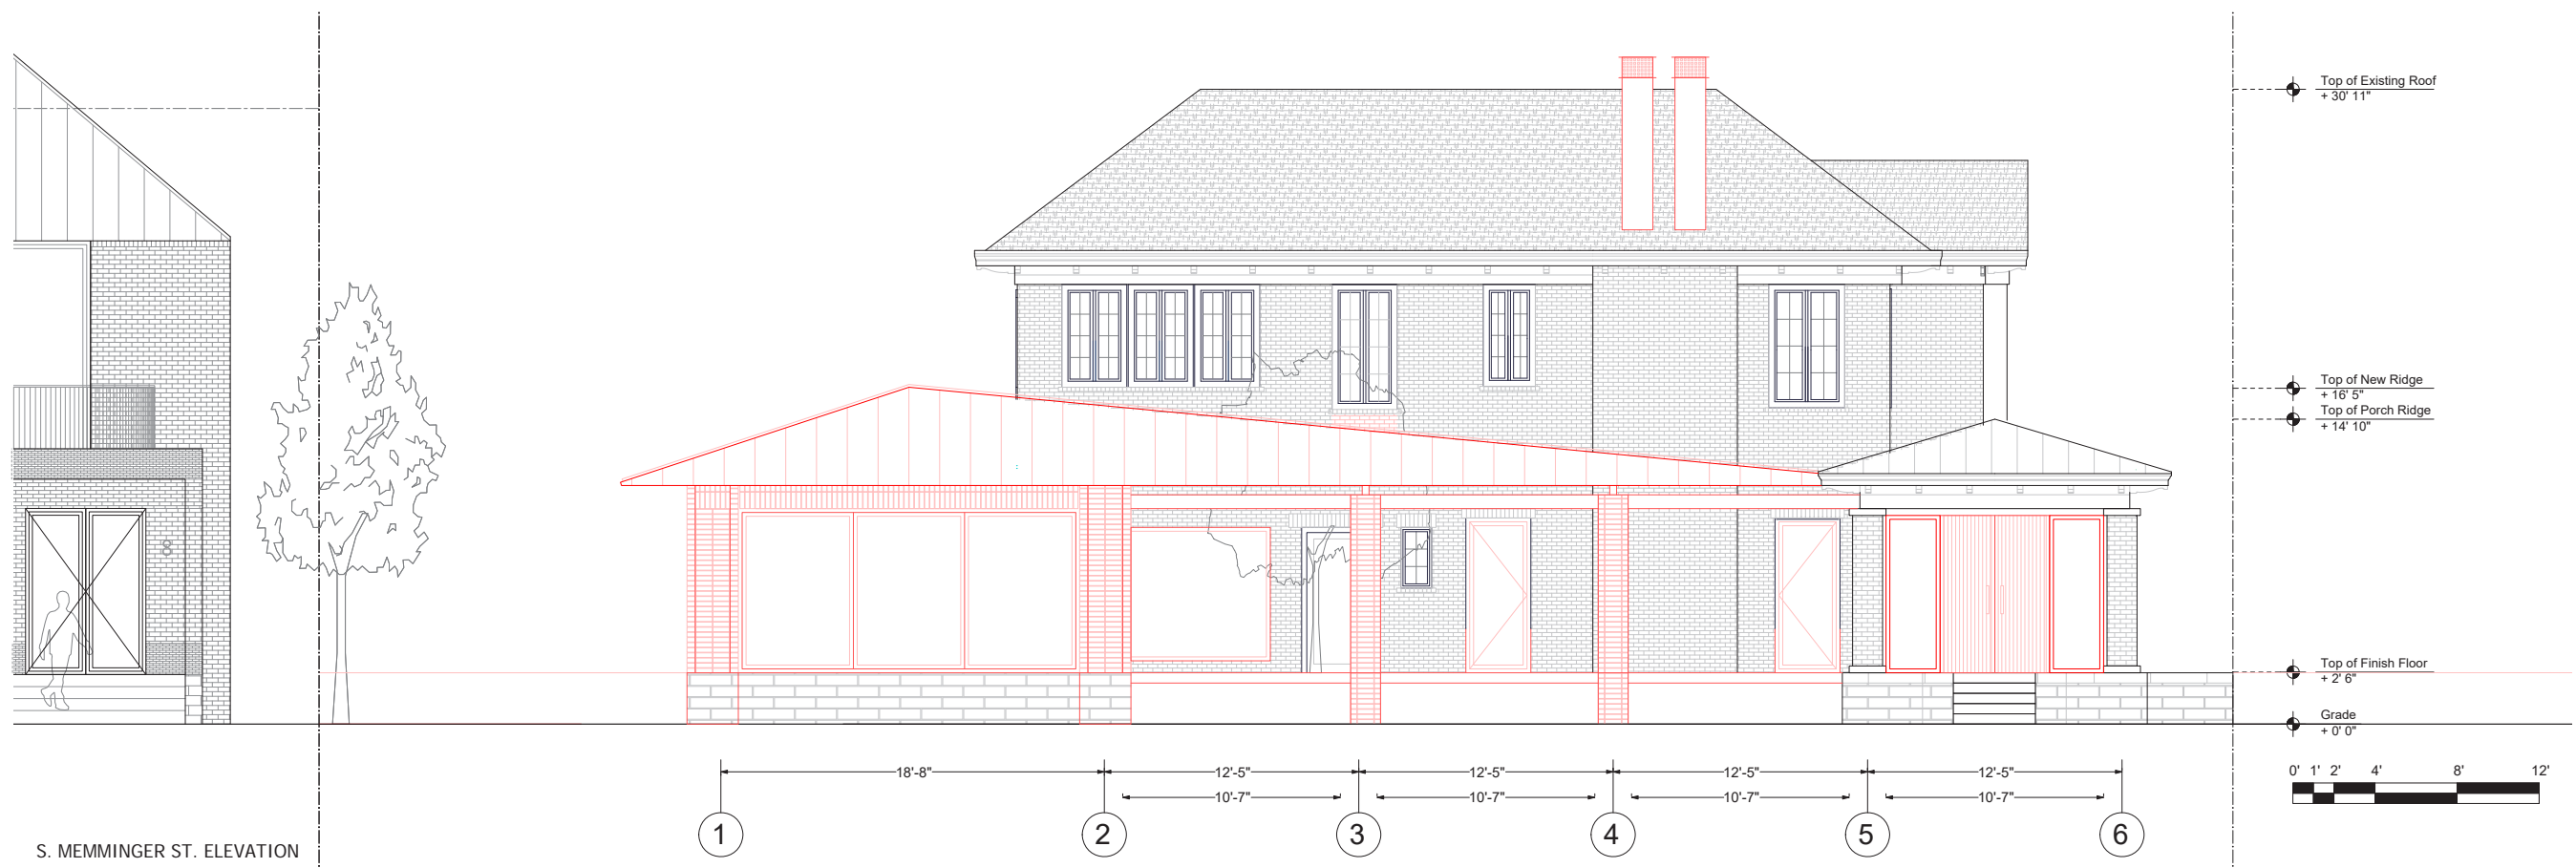 Top of Existing Roof
+ 30' 11"
Top of New Ridge
+ 16' 5"
Top of Porch Ridge
+ 14' 10"
8
Top of Finish Floor
+ 2' 6"
Grade
+ 0' 0"
18'-8" 12'-5" 12'-5" 12'-5" 12'-5"
10'-7" 10'-7" 10'-7" 10'-7"
0' 1' 2' 4' 8' 12'
1 2 3 4 5 6
S. MEMMINGER ST. ELEVATION